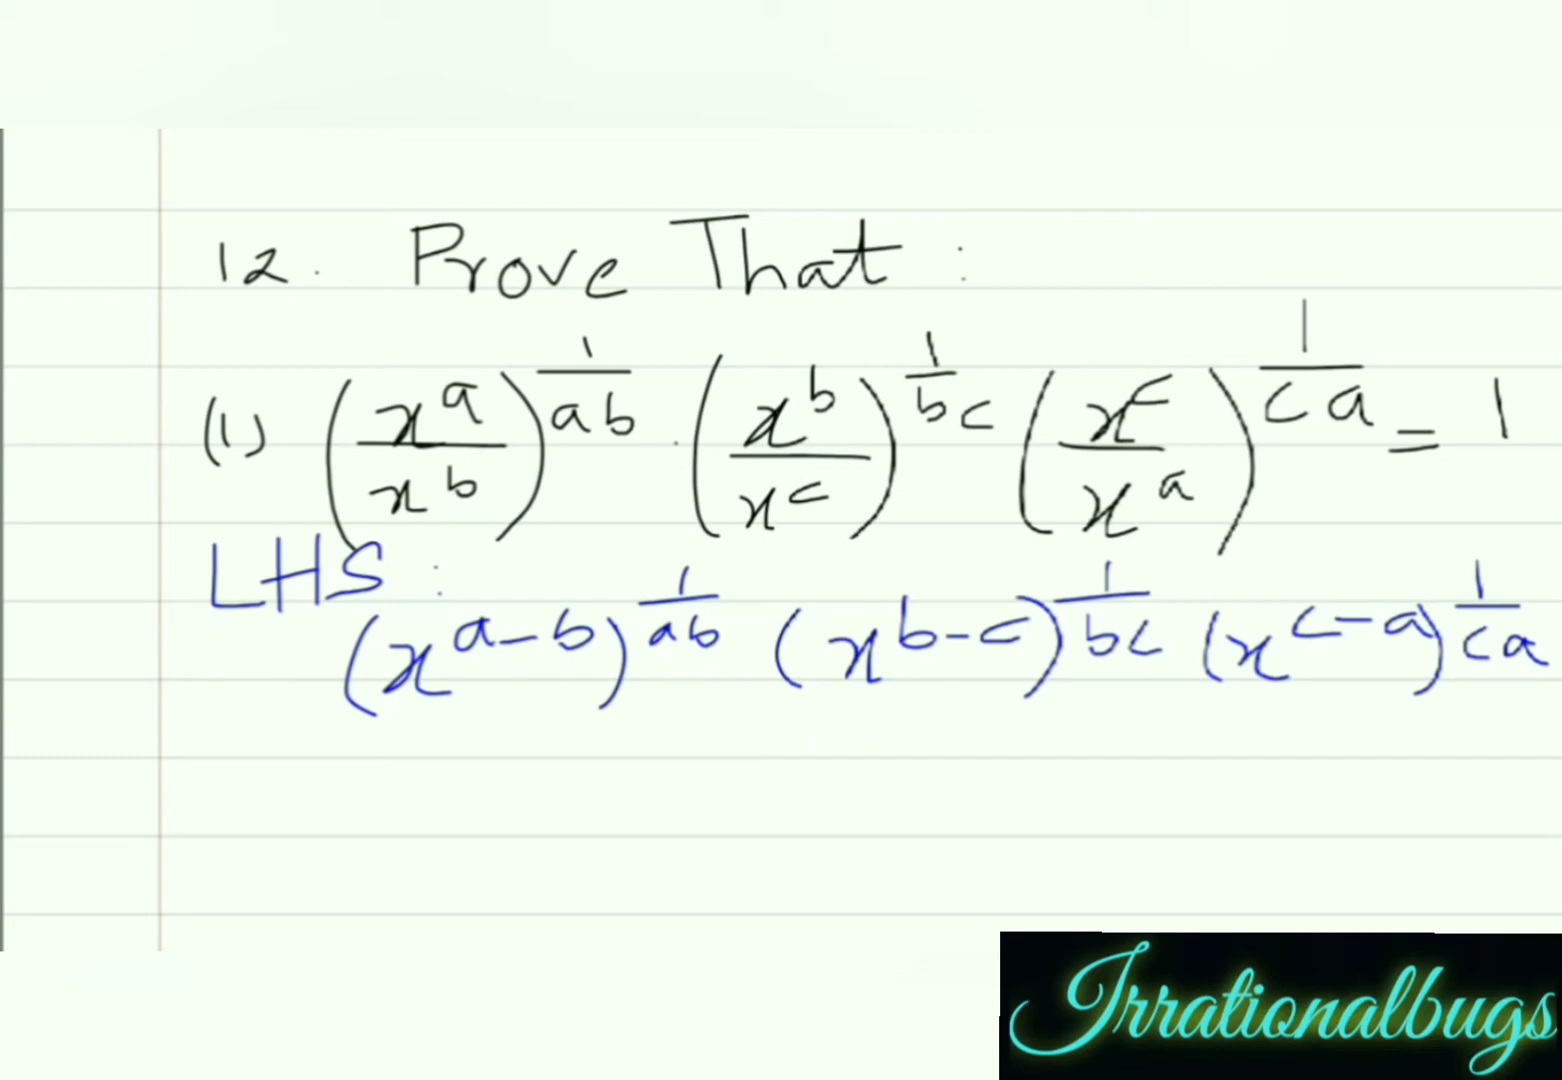 12. Prove That :
(1) (x^a/x^b)^(1/ab) . (x^b/x^c)^(1/bc) (x^c/x^a)^(1/ca) = 1
LHS :
(x^(a-b))^(1/ab) (x^(b-c))^(1/bc) (x^(c-a))^(1/ca)
Irrationalbugs